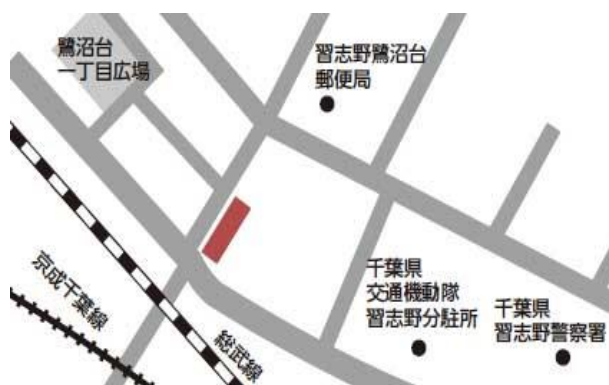 鷺沼台
一丁目広場
習志野鷺沼台
郵便局
千葉県
交通機動隊
習志野分駐所
千葉県
習志野警察署
京成千葉線
総武線